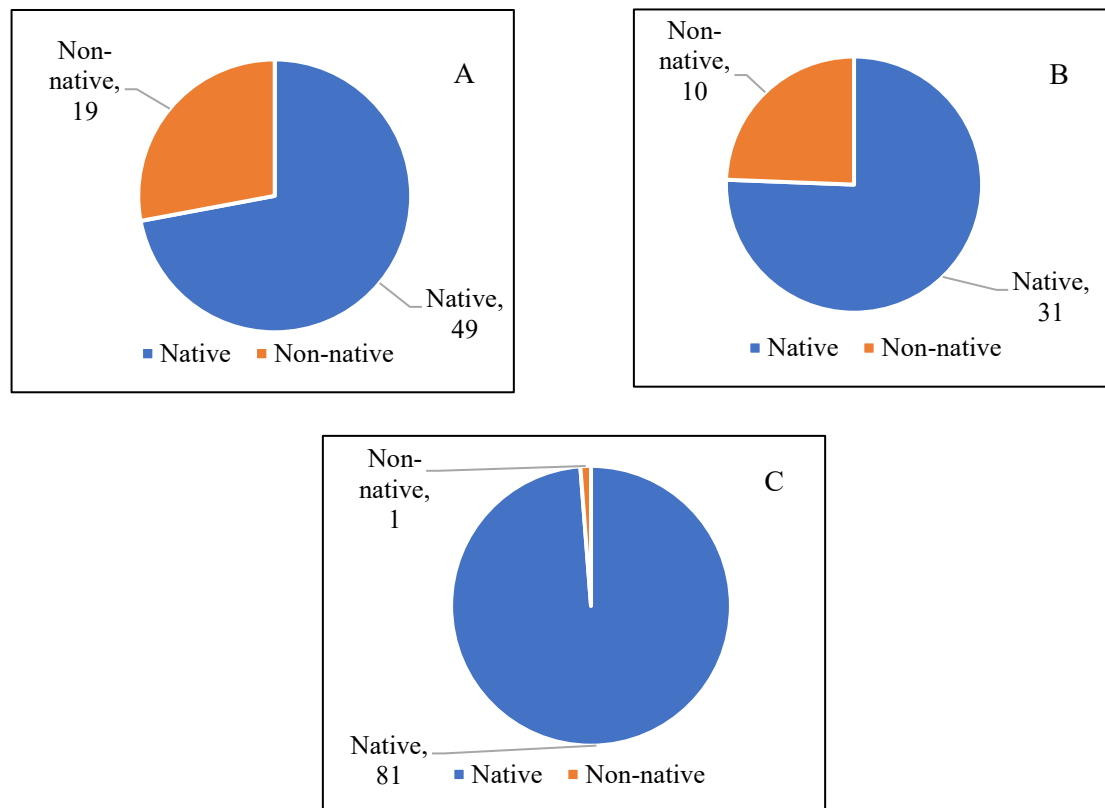 Non-
native,
19
A
Native,
49
Native Non-native
Non-
native,
10
B
Native,
31
Native Non-native
Non-
native,
1
C
Native,
81
Native Non-native